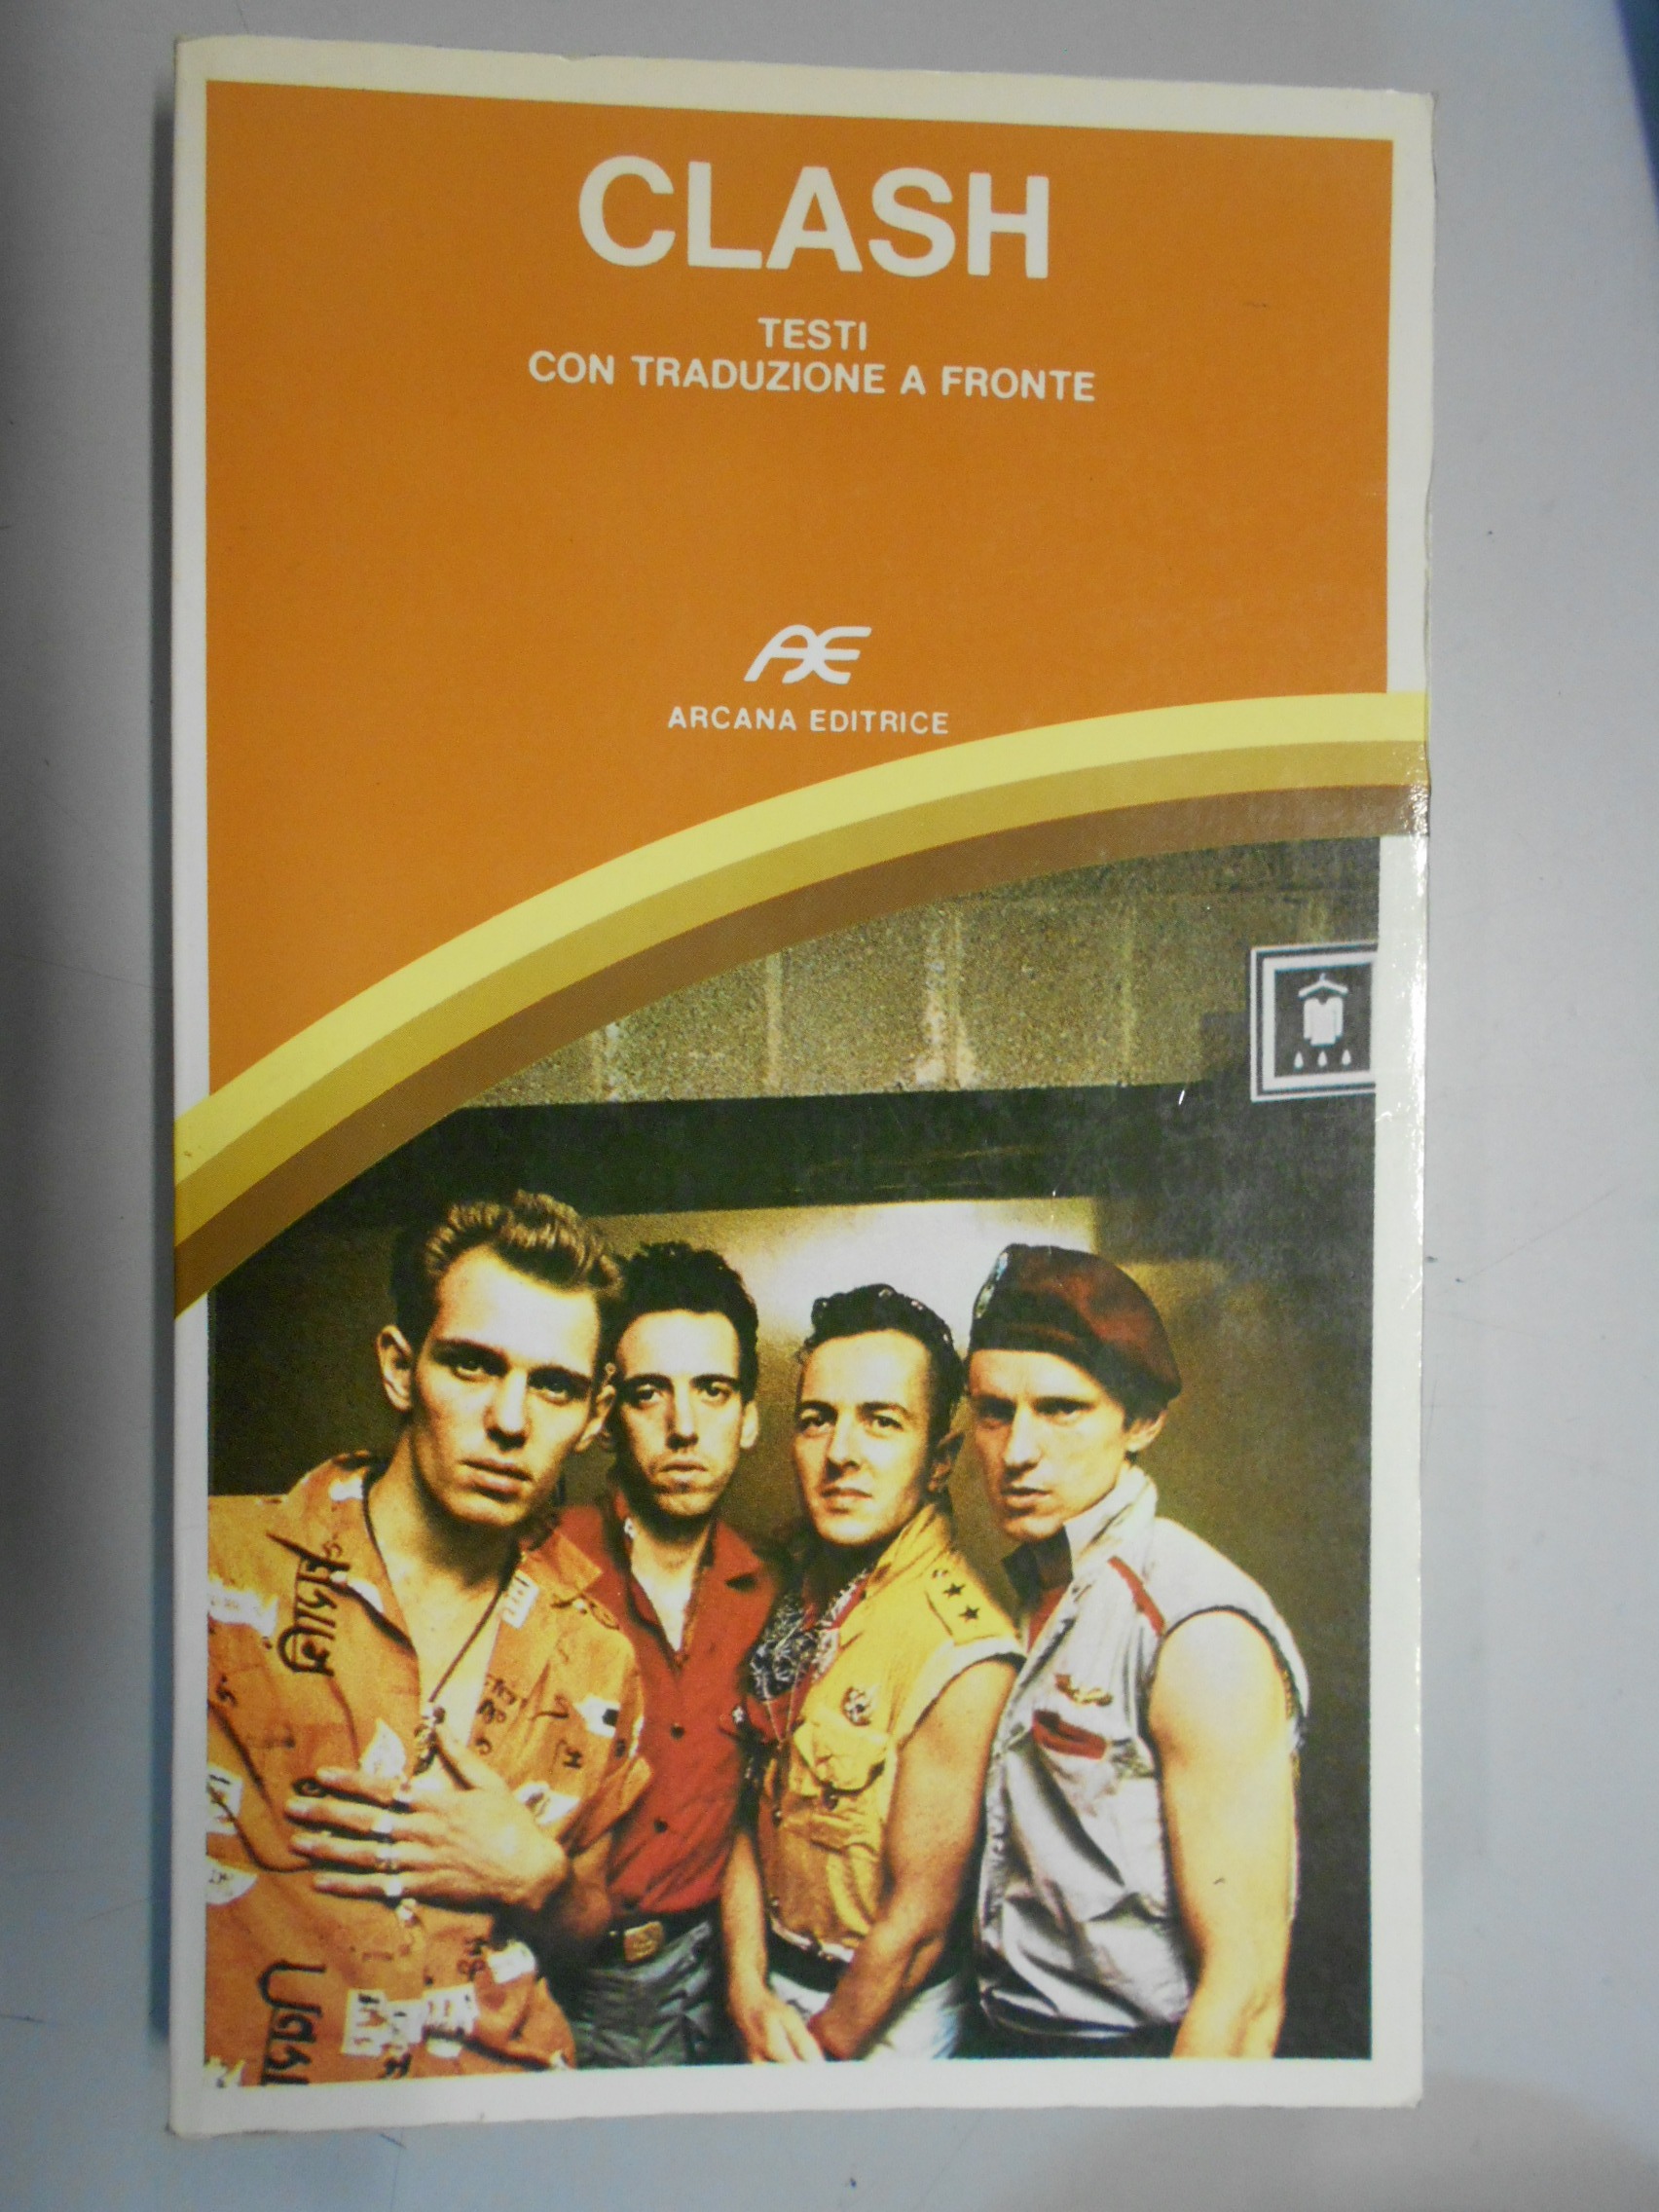 CLASH
TESTI
CON TRADUZIONE A FRONTE
AE
ARCANA EDITRICE